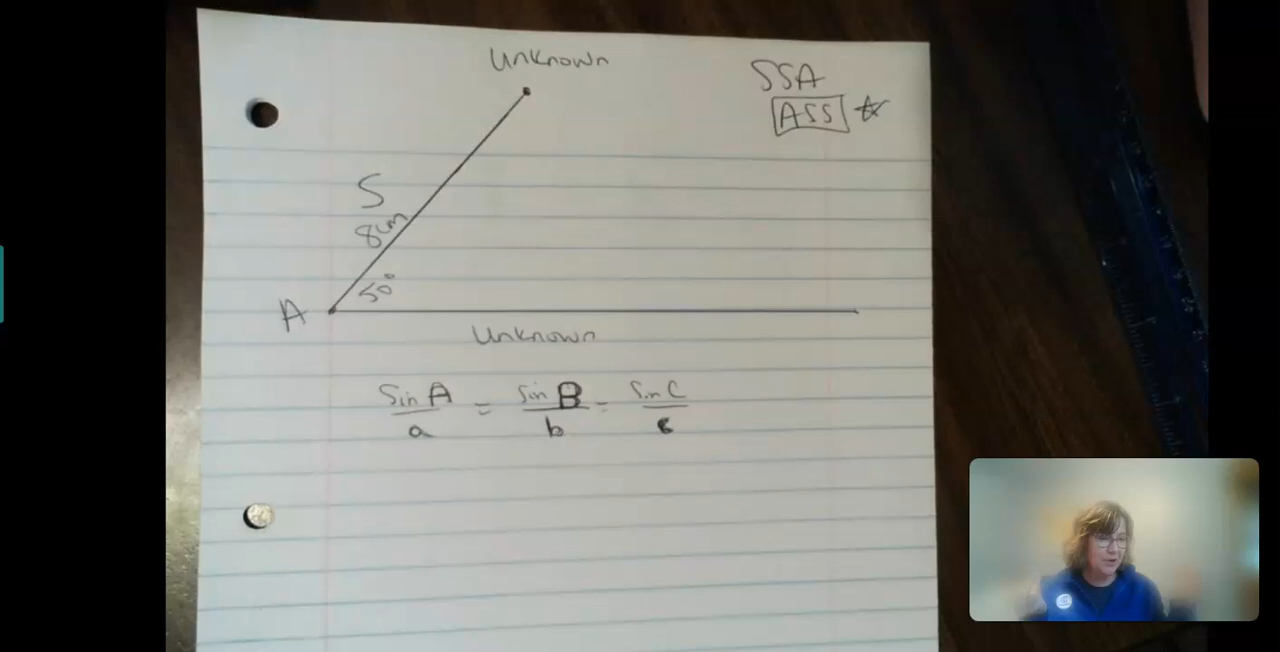 Unknown
SSA
ASS
S
8cm
50°
A
Unknown
Sin A / a = Sin B / b = Sin C / c